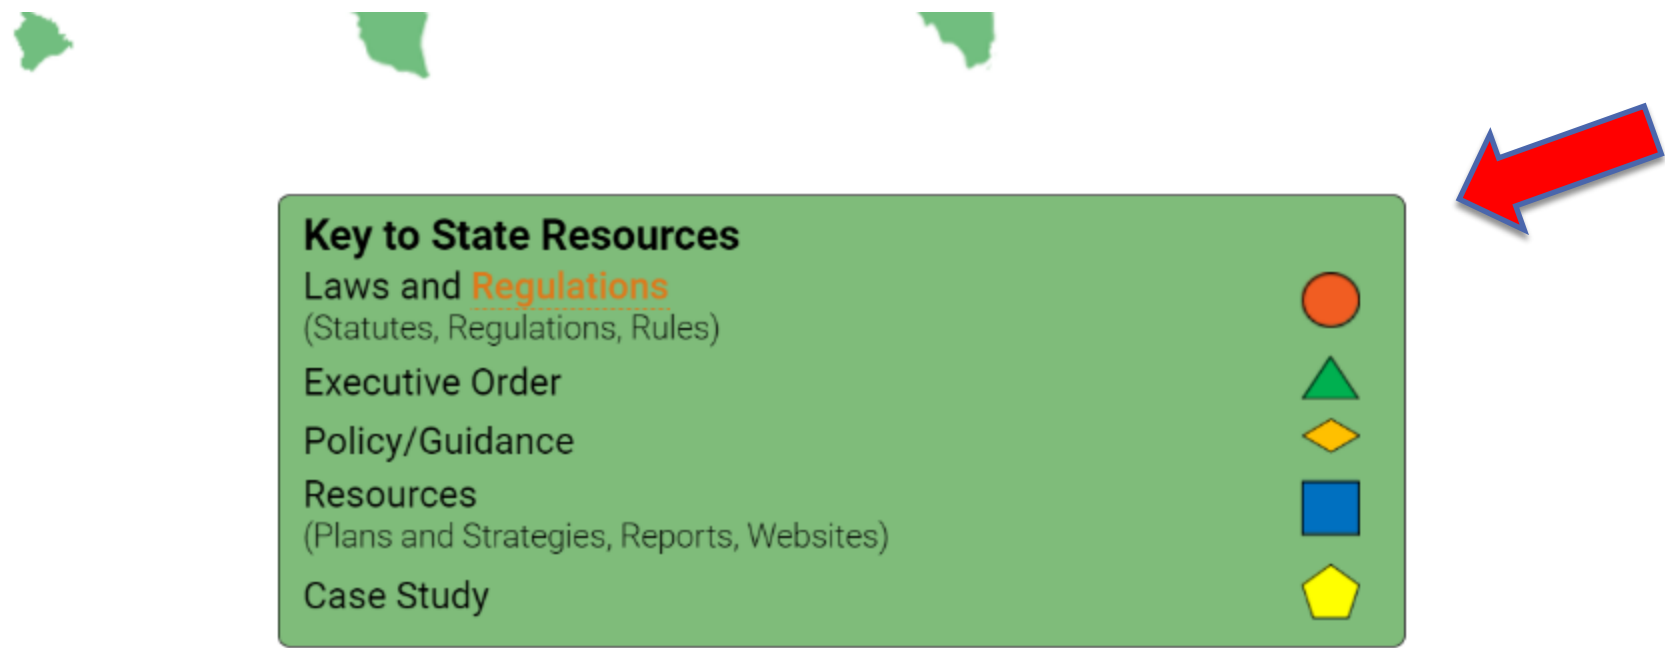 Key to State Resources
Laws and Regulations
(Statutes, Regulations, Rules)
Executive Order
Policy/Guidance
Resources
(Plans and Strategies, Reports, Websites)
Case Study